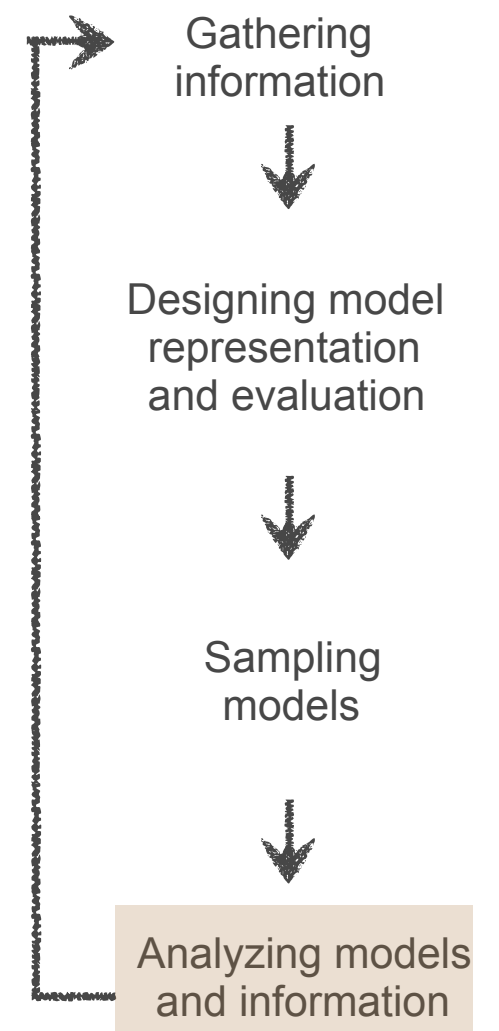 Gathering
information
Designing model
representation
and evaluation
Sampling
models
Analyzing models
and information